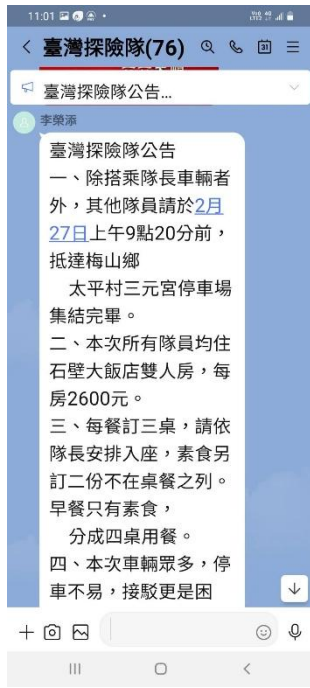 11:01
臺灣探險隊(76)
臺灣探險隊公告...
李榮添
臺灣探險隊公告
一、除搭乘隊長車輛者
外，其他隊員請於2月
27日上午9點20分前，
抵達梅山鄉
太平村三元宮停車場
集結完畢。
二、本次所有隊員均住
石壁大飯店雙人房，每
房2600元。
三、每餐訂三桌，請依
隊長安排入座，素食另
訂二份不在桌餐之列。
早餐只有素食，
分成四桌用餐。
四、本次車輛眾多，停
車不易，接駁更是困